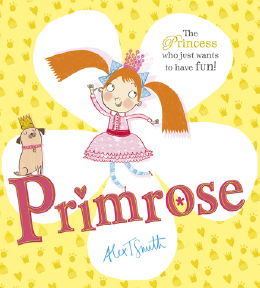 The
Princess
who just wants
to have fun!
Primrose
Alex T. Smith